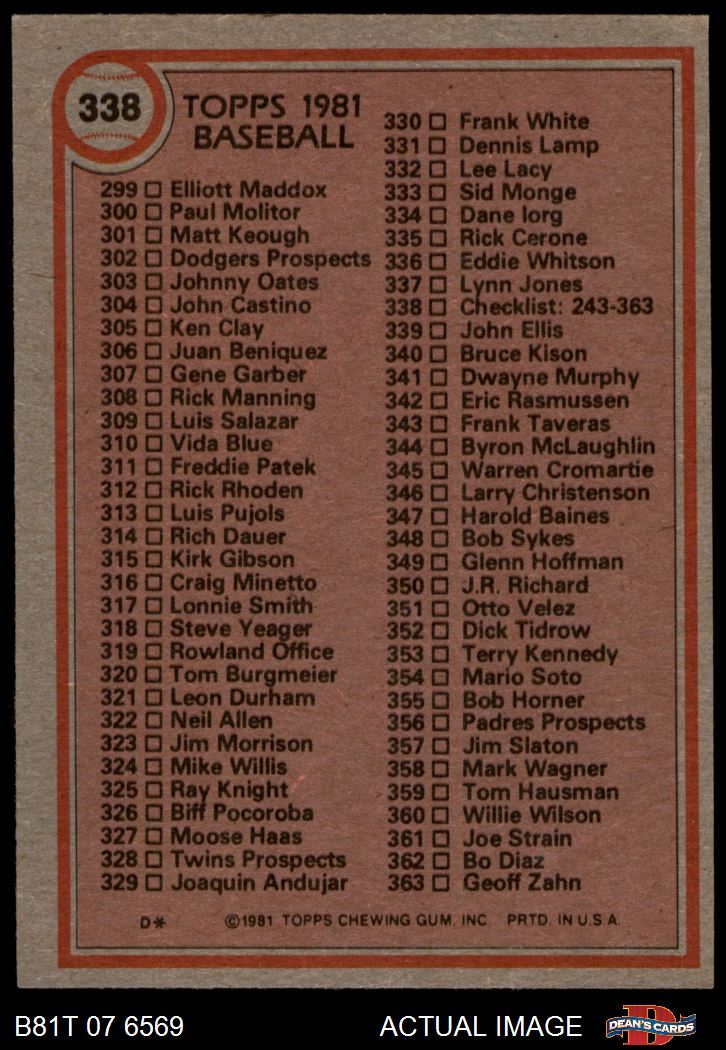 338
TOPPS 1981
BASEBALL
299 □ Elliott Maddox
300 □ Paul Molitor
301 □ Matt Keough
302 □ Dodgers Prospects
303 □ Johnny Oates
304 □ John Castino
305 □ Ken Clay
306 □ Juan Beniquez
307 □ Gene Garber
308 □ Rick Manning
309 □ Luis Salazar
310 □ Vida Blue
311 □ Freddie Patek
312 □ Rick Rhoden
313 □ Luis Pujols
314 □ Rich Dauer
315 □ Kirk Gibson
316 □ Craig Minetto
317 □ Lonnie Smith
318 □ Steve Yeager
319 □ Rowland Office
320 □ Tom Burgmeier
321 □ Leon Durham
322 □ Neil Allen
323 □ Jim Morrison
324 □ Mike Willis
325 □ Ray Knight
326 □ Biff Pocoroba
327 □ Moose Haas
328 □ Twins Prospects
329 □ Joaquin Andujar
330 □ Frank White
331 □ Dennis Lamp
332 □ Lee Lacy
333 □ Sid Monge
334 □ Dane Iorg
335 □ Rick Cerone
336 □ Eddie Whitson
337 □ Lynn Jones
338 □ Checklist: 243-363
339 □ John Ellis
340 □ Bruce Kison
341 □ Dwayne Murphy
342 □ Eric Rasmussen
343 □ Frank Taveras
344 □ Byron McLaughlin
345 □ Warren Cromartie
346 □ Larry Christenson
347 □ Harold Baines
348 □ Bob Sykes
349 □ Glenn Hoffman
350 □ J.R. Richard
351 □ Otto Velez
352 □ Dick Tidrow
353 □ Terry Kennedy
354 □ Mario Soto
355 □ Bob Horner
356 □ Padres Prospects
357 □ Jim Slaton
358 □ Mark Wagner
359 □ Tom Hausman
360 □ Willie Wilson
361 □ Joe Strain
362 □ Bo Diaz
363 □ Geoff Zahn
D* ©1981 TOPPS CHEWING GUM, INC. PRTD. IN U.S.A.
B81T 07 6569 ACTUAL IMAGE
D
DEAN'S CARDS